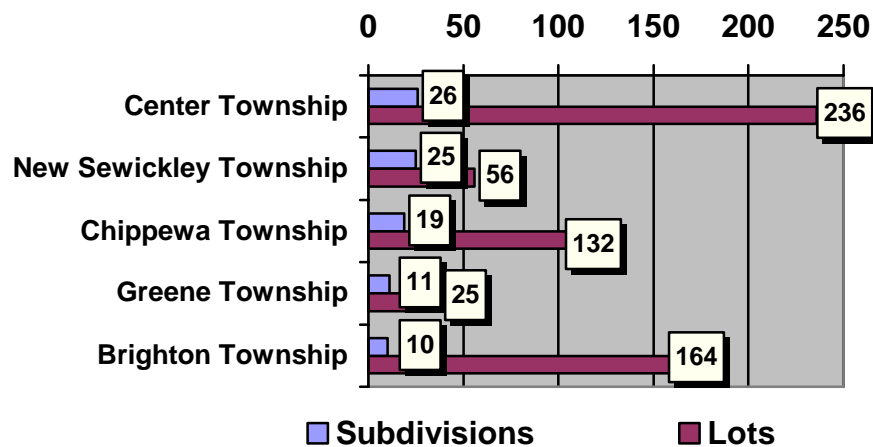 0 50 100 150 200 250
Center Township 26 236
New Sewickley Township 25 56
Chippewa Township 19 132
Greene Township 11 25
Brighton Township 10 164
Subdivisions Lots